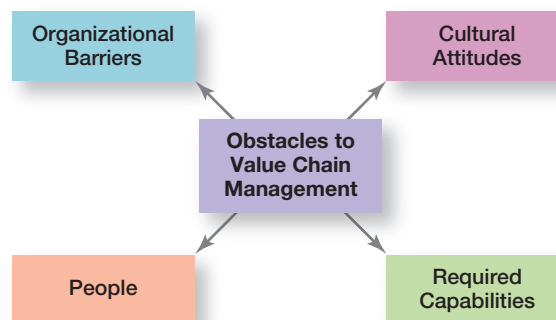 Organizational
Barriers
Cultural
Attitudes
Obstacles to
Value Chain
Management
People
Required
Capabilities